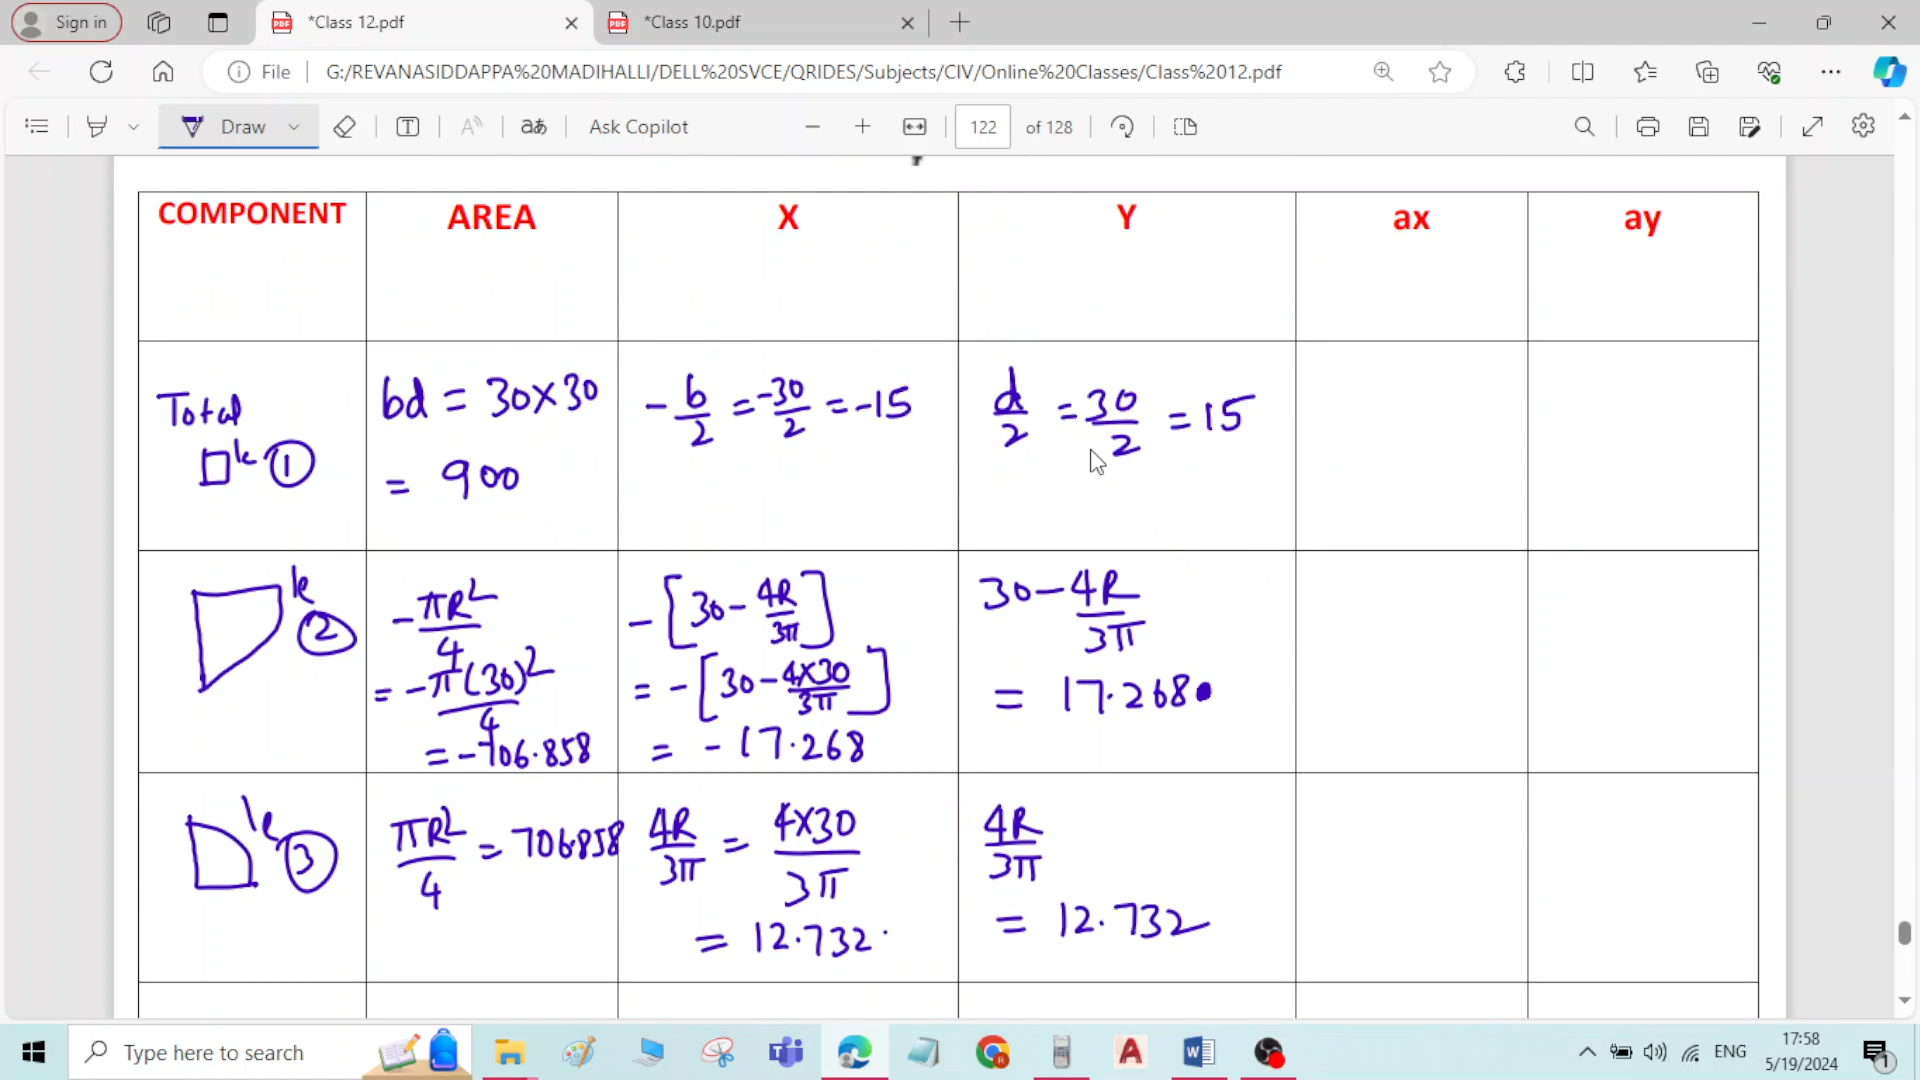 Sign in
*Class 12.pdf
*Class 10.pdf
File
G:/REVANASIDDAPPA%20MADIHALLI/DELL%20SVCE/QRIDES/Subjects/CIV/Online%20Classes/Class%2012.pdf
Draw
Ask Copilot
122 of 128
COMPONENT AREA X Y ax ay
Total ① bd = 30×30 = 900 -b/2 = -30/2 = -15 d/2 = 30/2 = 15
② -πR²/4 -[30-4R/3π] 30-4R/3π
= -π(30)²/4 = -[30-4×30/3π] = 17.268
= -706.858 = -17.268
③ πR²/4 = 706.858 4R/3π = 4×30/3π 4R/3π
= 12.732 = 12.732
Type here to search
ENG
17:58
5/19/2024
1